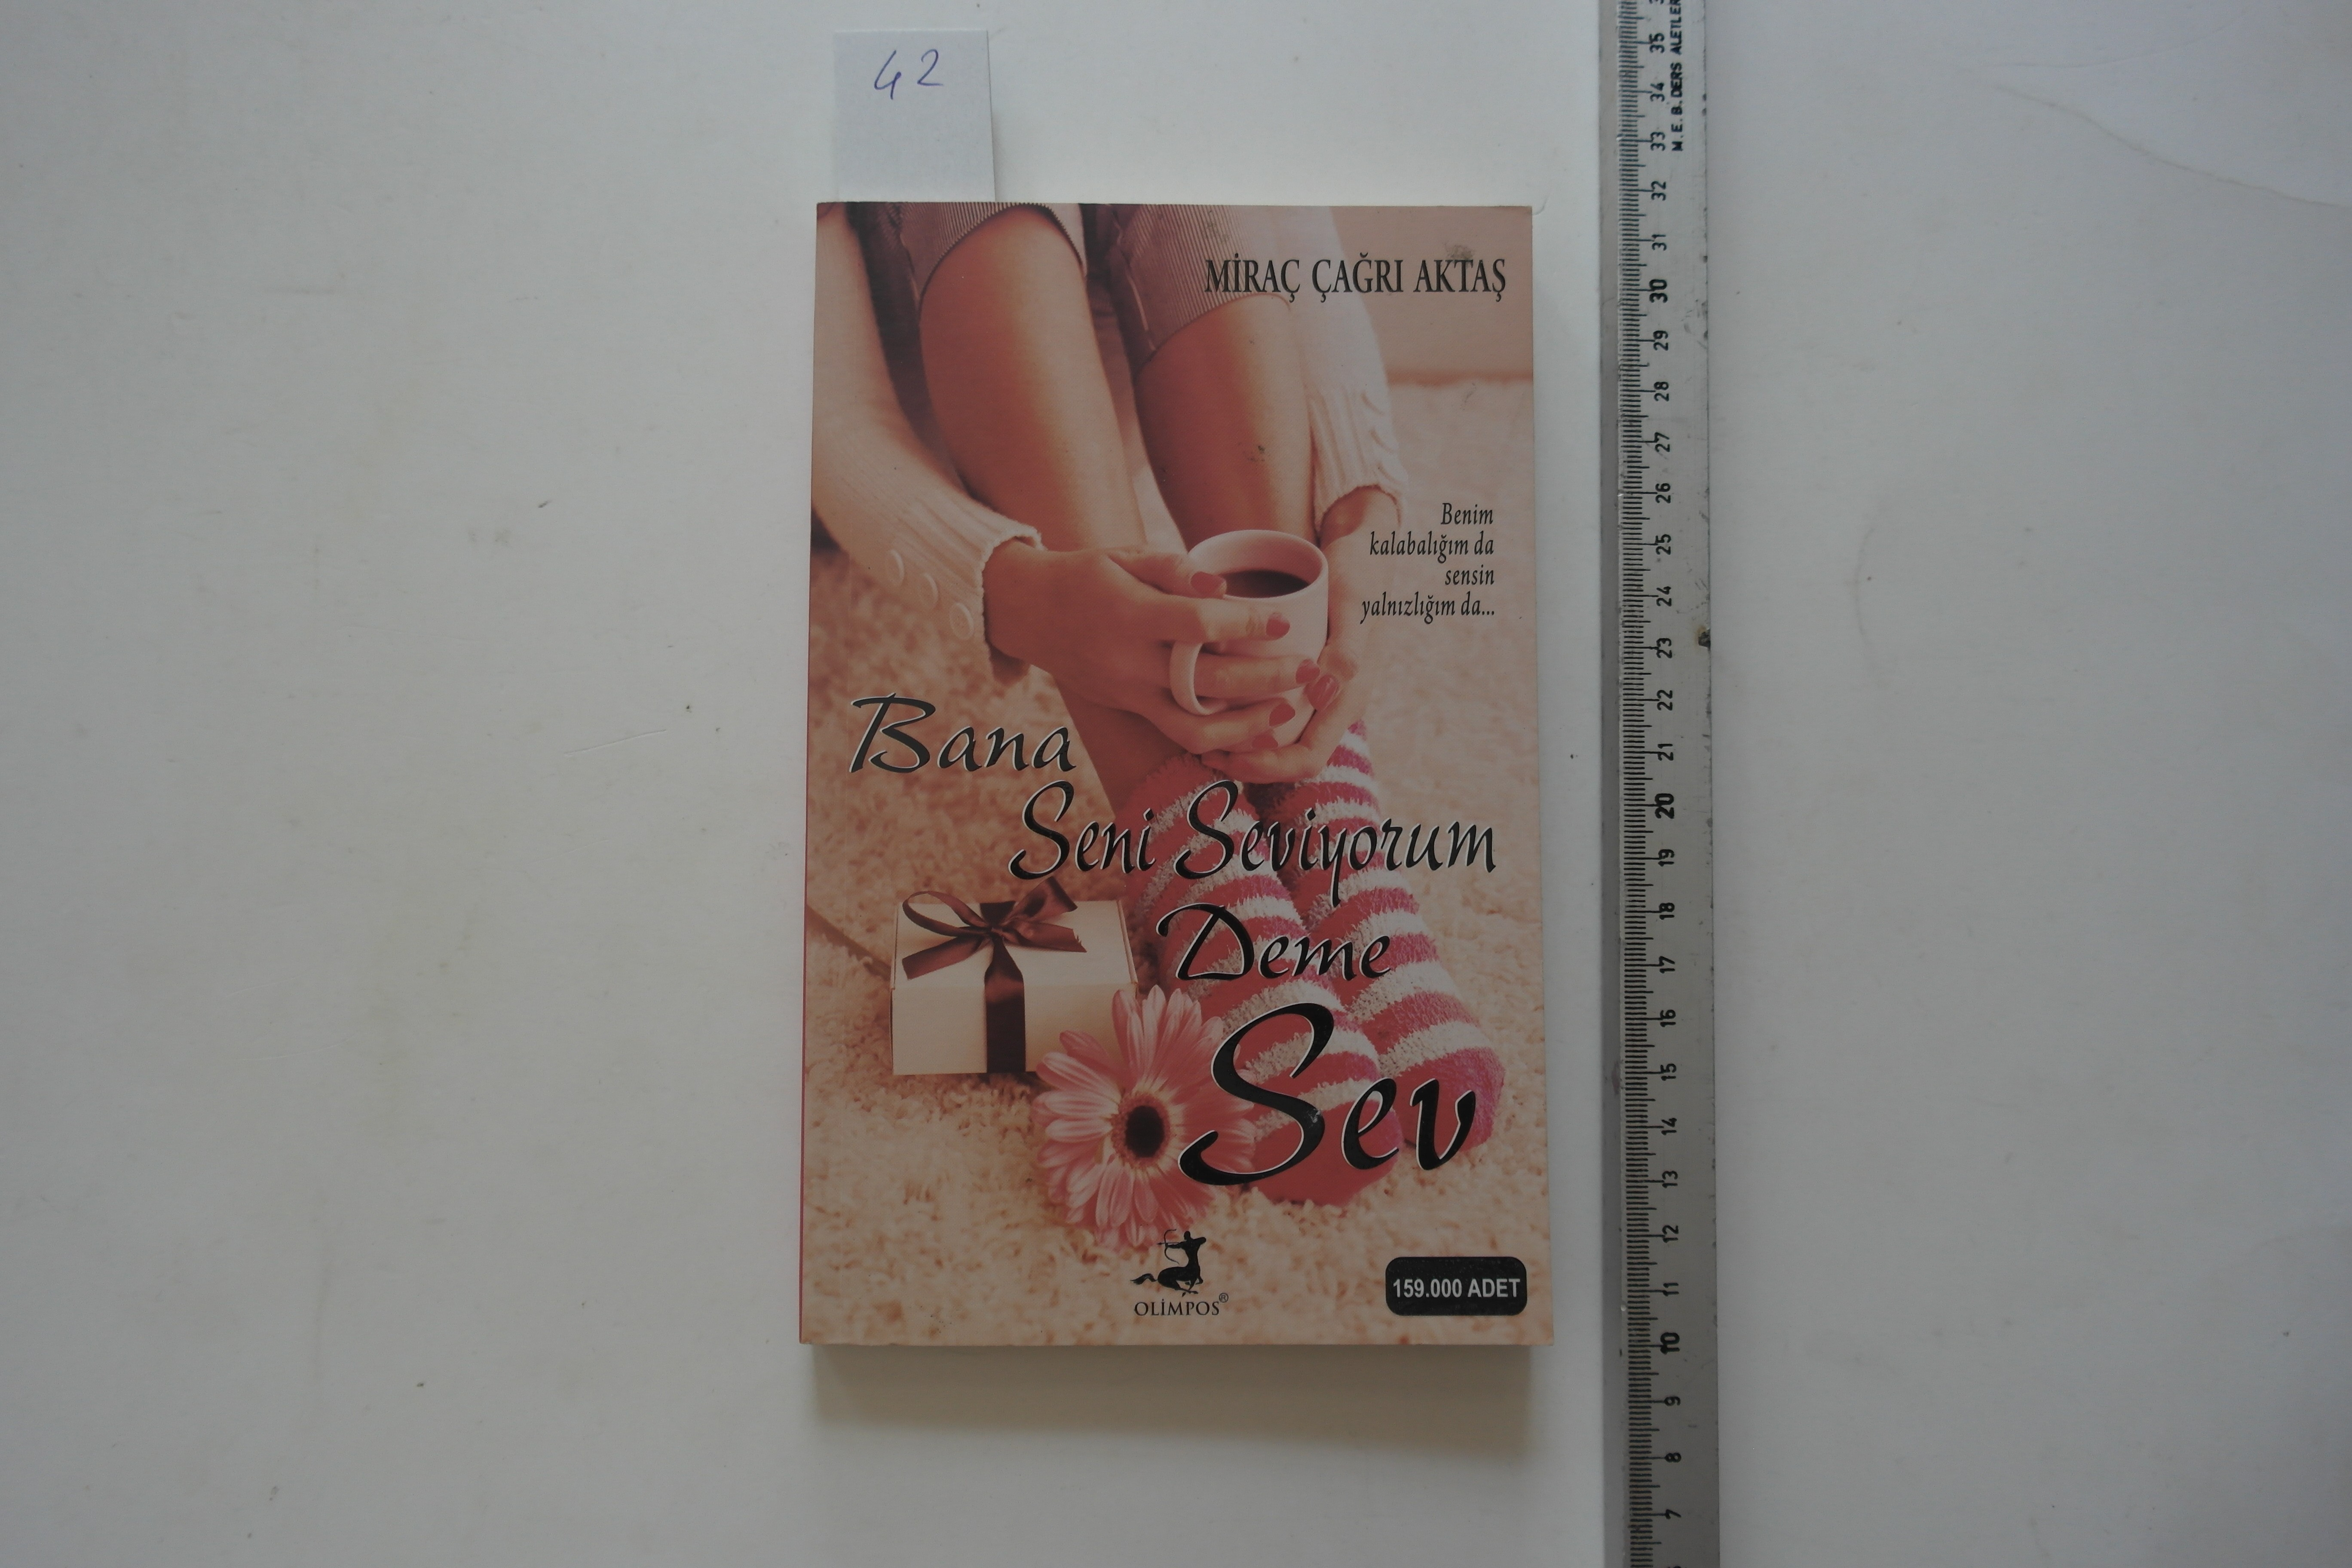 42
MİRAÇ ÇAĞRI AKTAŞ
Benim
kalabalığım da
sensin
yalnızlığım da...
Bana
Seni Seviyorum
Deme
Sev
OLİMPOS®
159.000 ADET
M.E.B. DERS ALETLER
35
34
33
32
31
30
29
28
27
26
25
24
23
22
21
20
19
18
17
16
15
14
13
12
11
10
9
8
7